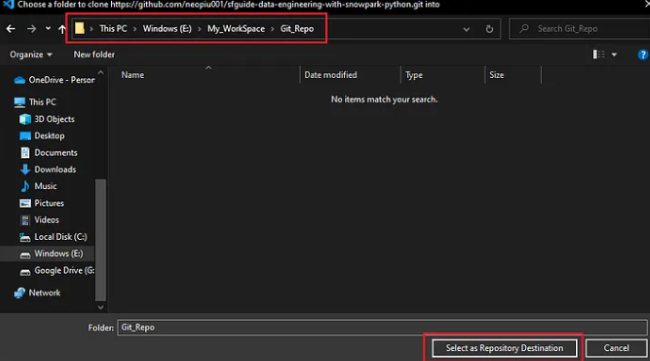 Choose a folder to clone https://github.com/neopiu001/sfguide-data-engineering-with-snowpark-python.git into
This PC > Windows (E:) > My_WorkSpace > Git_Repo
Search Git_Repo
Organize
New folder
Name
Date modified
Type
Size
No items match your search.
OneDrive - Person
This PC
3D Objects
Desktop
Documents
Downloads
Music
Pictures
Videos
Local Disk (C:)
Windows (E:)
Google Drive (G:
Network
Folder: Git_Repo
Select as Repository Destination
Cancel